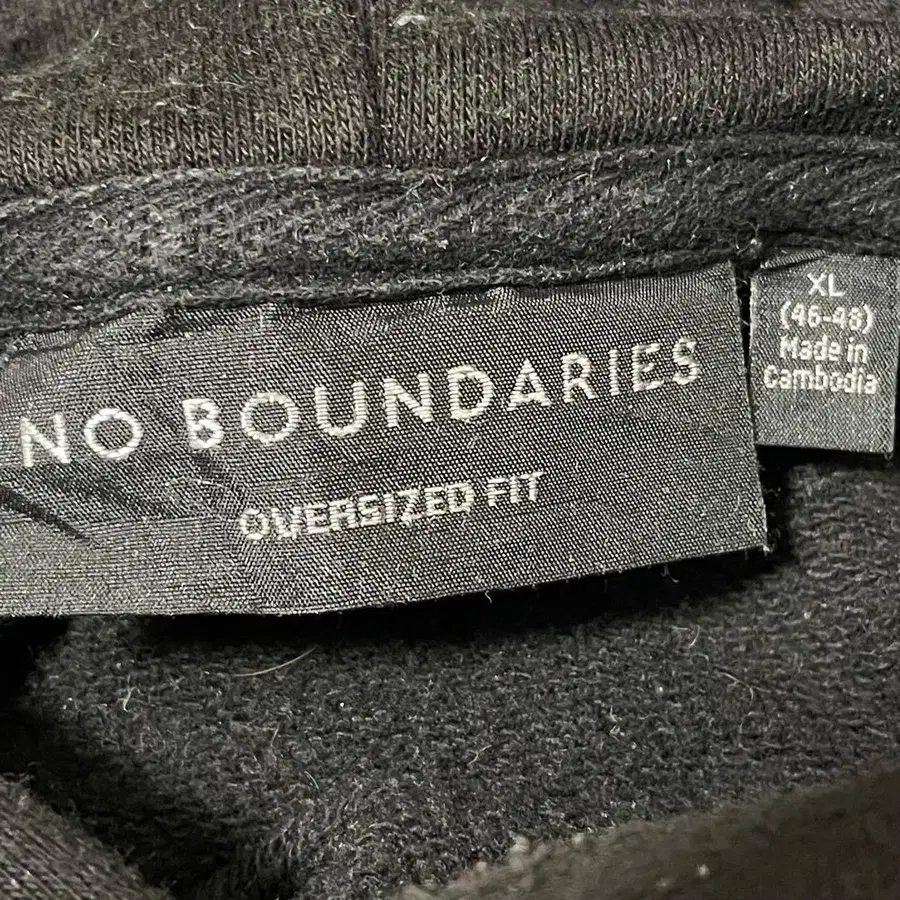 NO BOUNDARIES
OVERSIZED FIT
XL
(46-48)
Made in
Cambodia